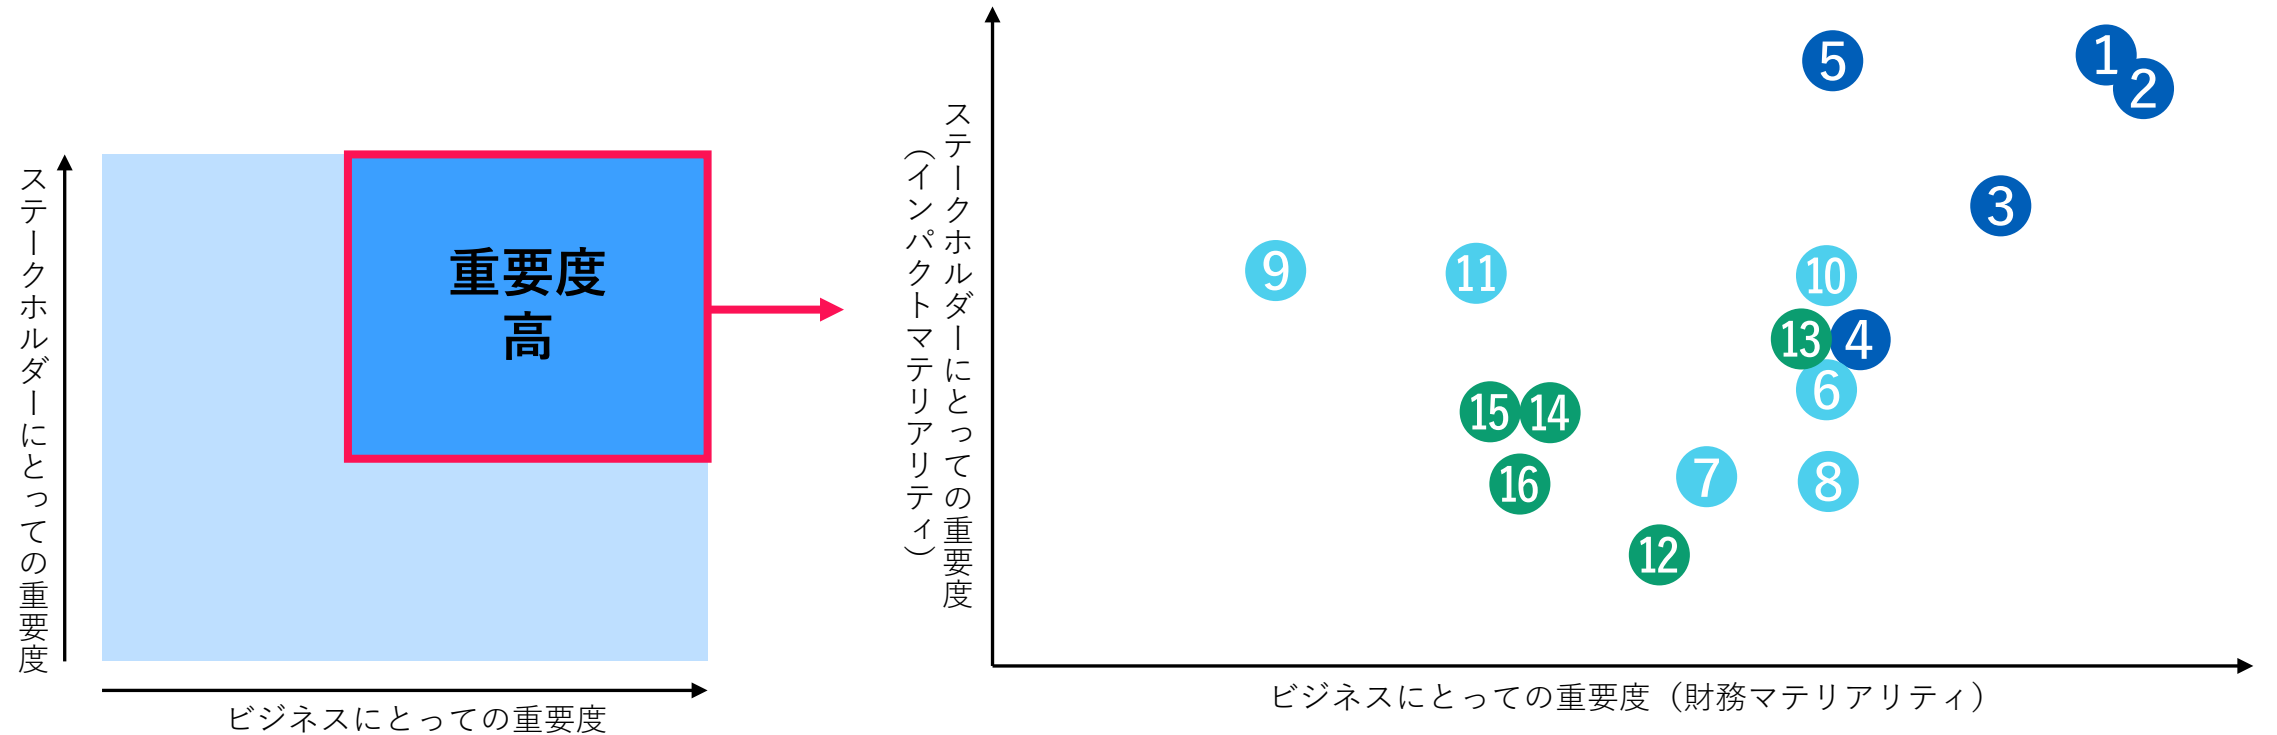 ステークホルダーにとっての重要度
重要度
高
ビジネスにとっての重要度
ステークホルダーにとっての重要度
（インパクトマテリアリティ）
5
1
2
3
9
11
10
13
4
6
15
14
16
7
8
12
ビジネスにとっての重要度（財務マテリアリティ）